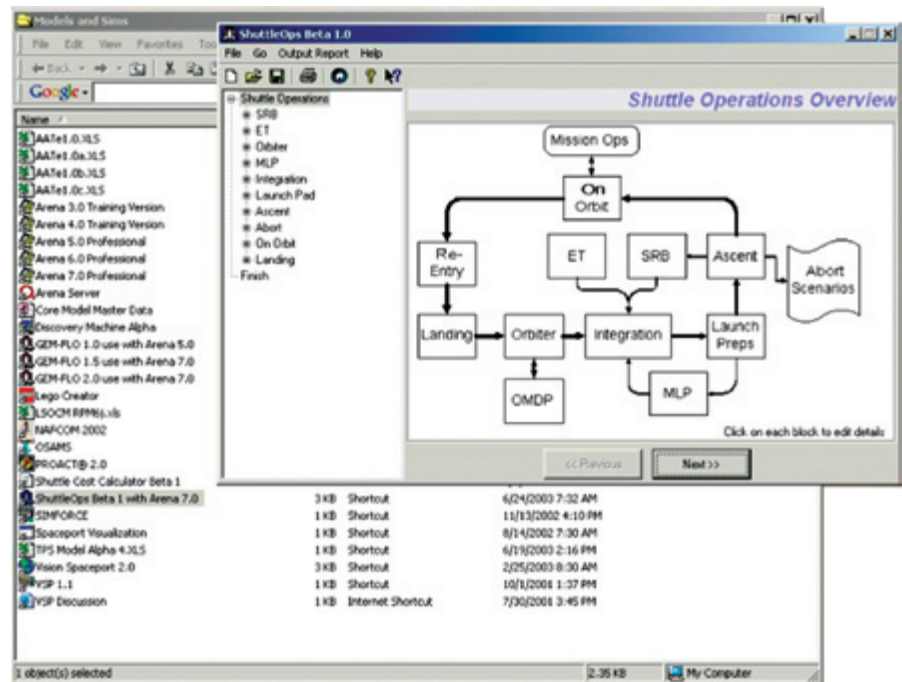 Models and Sims
File Edit View Favorites Too
Back
Google
Name
AATe1.0.XLS
AATe1.0a.XLS
AATe1.0b.XLS
AATe1.0c.XLS
Arena 3.0 Training Version
Arena 4.0 Training Version
Arena 5.0 Professional
Arena 6.0 Professional
Arena 7.0 Professional
Arena Server
Core Model Master Data
Discovery Machine Alpha
GEM-FLO 1.0 use with Arena 5.0
GEM-FLO 1.5 use with Arena 7.0
GEM-FLO 2.0 use with Arena 7.0
Lego Creator
LSOCM RPM6j.xls
NAFCOM 2002
OSAMS
PROACT® 2.0
Shuttle Cost Calculator Beta 1
ShuttleOps Beta 1 with Arena 7.0 3 KB Shortcut 6/24/2003 7:32 AM
SIMFORCE 1 KB Shortcut 11/13/2002 4:10 PM
Spaceport Visualization 1 KB Shortcut 8/14/2002 7:30 AM
TPS Model Alpha 4.XLS 1 KB Shortcut 6/19/2003 2:16 PM
Vision Spaceport 2.0 3 KB Shortcut 2/25/2003 8:30 AM
VSP 1.1 1 KB Shortcut 10/1/2001 1:37 PM
VSP Discussion 1 KB Internet Shortcut 7/30/2001 3:45 PM
1 object(s) selected 2.35 KB My Computer
ShuttleOps Beta 1.0
File Go Output Report Help
Shuttle Operations
SRB
ET
Orbiter
MLP
Integration
Launch Pad
Ascent
Abort
On Orbit
Landing
Finish
Shuttle Operations Overview
Mission Ops
On
Orbit
Re-
Entry
ET
SRB
Ascent
Abort
Scenarios
Landing
Orbiter
Integration
Launch
Preps
OMDP
MLP
Click on each block to edit details
<< Previous
Next >>